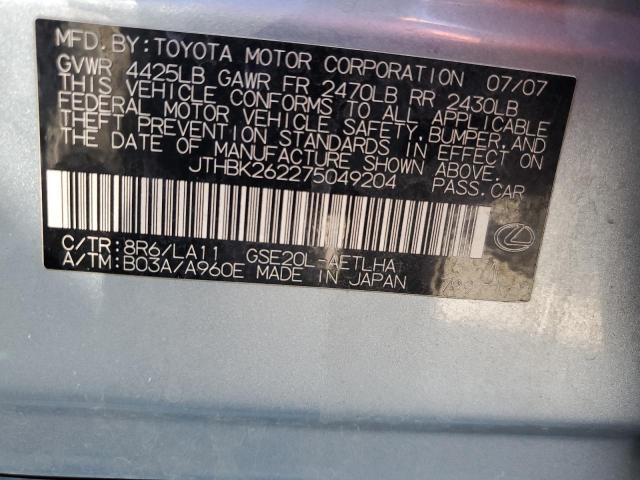 MFD. BY: TOYOTA MOTOR CORPORATION 07/07
GVWR 4425LB GAWR FR 2470LB RR 2430LB
THIS VEHICLE CONFORMS TO ALL APPLICABLE
FEDERAL MOTOR VEHICLE SAFETY, BUMPER, AND
THEFT PREVENTION STANDARDS IN EFFECT ON
THE DATE OF MANUFACTURE SHOWN ABOVE.
JTHBK262275049204 PASS. CAR
C/TR: 8R6/LA11 GSE20L-AETLHA
A/TM: B03A/A960E MADE IN JAPAN